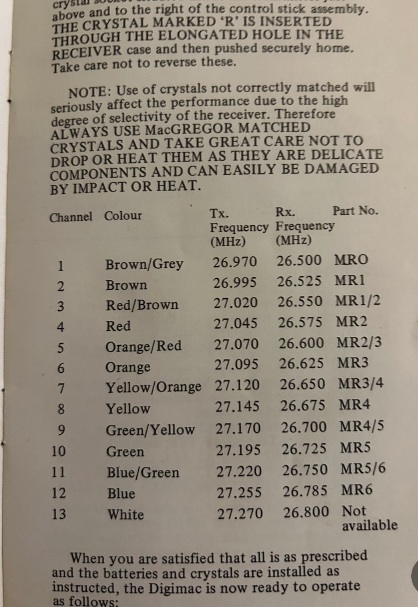 crystal socket
above and to the right of the control stick assembly.
THE CRYSTAL MARKED ‘R’ IS INSERTED
THROUGH THE ELONGATED HOLE IN THE
RECEIVER case and then pushed securely home.
Take care not to reverse these.
NOTE: Use of crystals not correctly matched will
seriously affect the performance due to the high
degree of selectivity of the receiver. Therefore
ALWAYS USE MacGREGOR MATCHED
CRYSTALS AND TAKE GREAT CARE NOT TO
DROP OR HEAT THEM AS THEY ARE DELICATE
COMPONENTS AND CAN EASILY BE DAMAGED
BY IMPACT OR HEAT.
Channel Colour Tx. Rx. Part No.
Frequency Frequency
(MHz) (MHz)
1 Brown/Grey 26.970 26.500 MRO
2 Brown 26.995 26.525 MR1
3 Red/Brown 27.020 26.550 MR1/2
4 Red 27.045 26.575 MR2
5 Orange/Red 27.070 26.600 MR2/3
6 Orange 27.095 26.625 MR3
7 Yellow/Orange 27.120 26.650 MR3/4
8 Yellow 27.145 26.675 MR4
9 Green/Yellow 27.170 26.700 MR4/5
10 Green 27.195 26.725 MR5
11 Blue/Green 27.220 26.750 MR5/6
12 Blue 27.255 26.785 MR6
13 White 27.270 26.800 Not
available
When you are satisfied that all is as prescribed
and the batteries and crystals are installed as
instructed, the Digimac is now ready to operate
as follows: